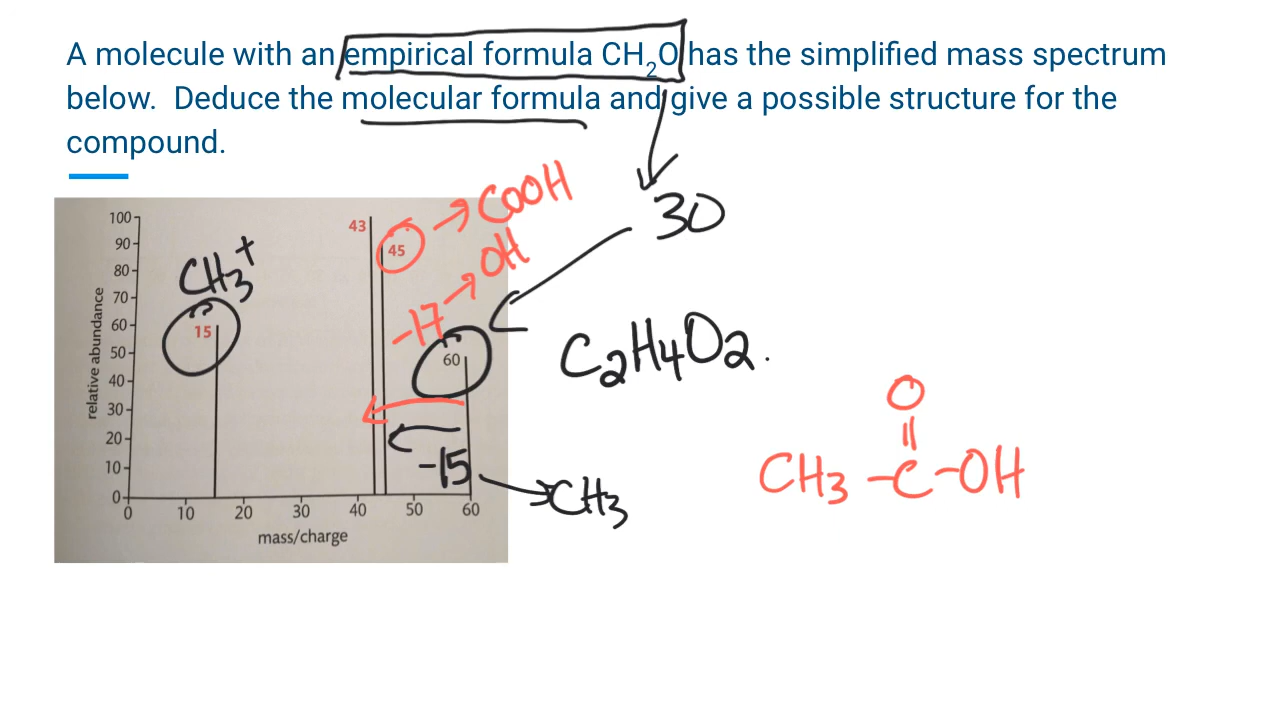 A molecule with an empirical formula CH₂O has the simplified mass spectrum
below. Deduce the molecular formula and give a possible structure for the
compound.
30
100
90
80
70
60
50
40
30
20
10
0
relative abundance
0 10 20 30 40 50 60
mass/charge
CH₃⁺
15
43
45
→ COOH
-17 → OH
60
-15
→ CH₃
C₂H₄O₂.
O
||
CH₃ - C - OH